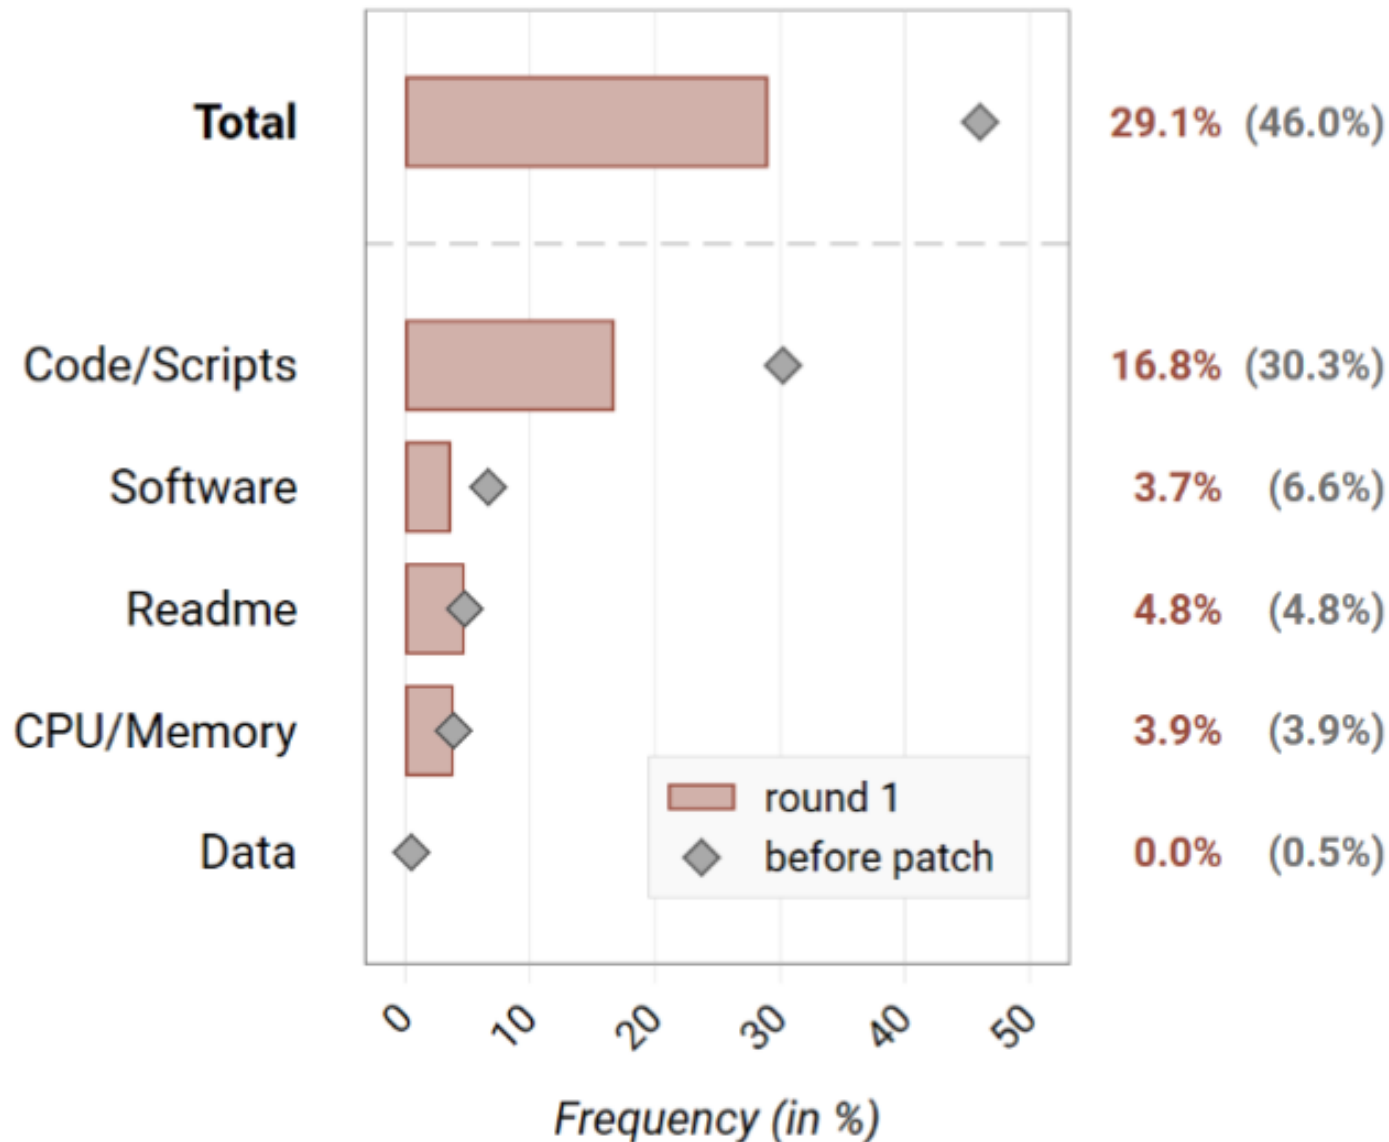 Total 29.1% (46.0%)
Code/Scripts 16.8% (30.3%)
Software 3.7% (6.6%)
Readme 4.8% (4.8%)
CPU/Memory 3.9% (3.9%)
round 1
before patch
Data 0.0% (0.5%)
0 10 20 30 40 50
Frequency (in %)